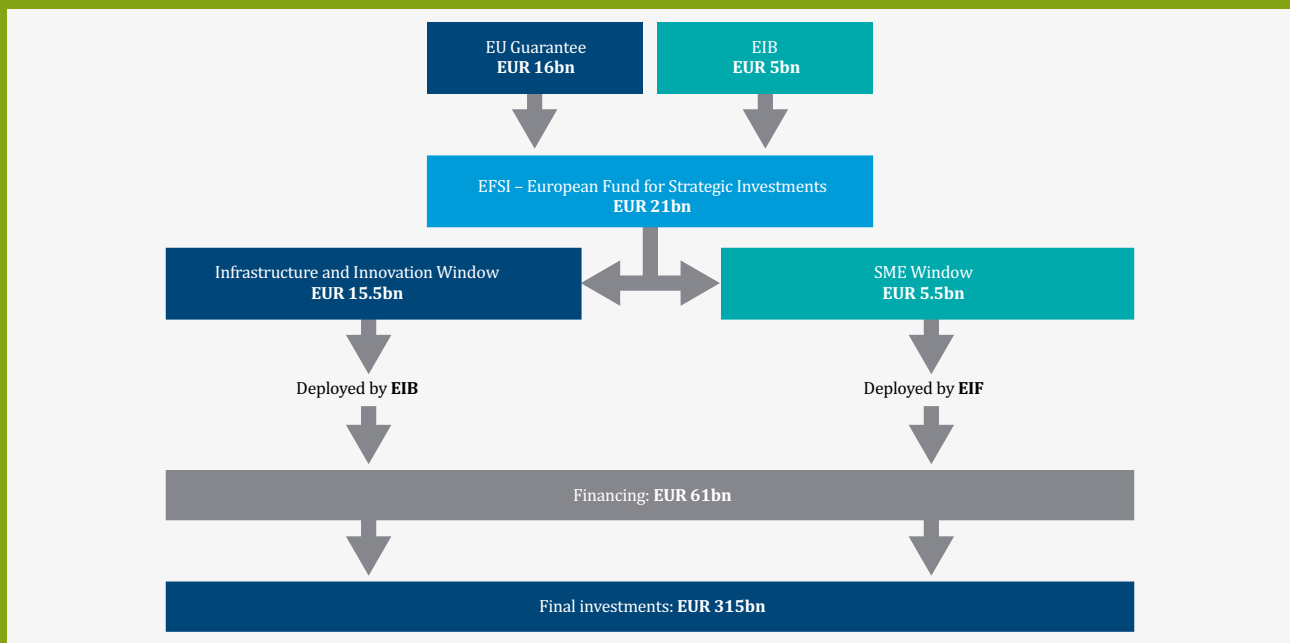 EU Guarantee
EUR 16bn
EIB
EUR 5bn
EFSI – European Fund for Strategic Investments
EUR 21bn
Infrastructure and Innovation Window
EUR 15.5bn
SME Window
EUR 5.5bn
Deployed by EIB
Deployed by EIF
Financing: EUR 61bn
Final investments: EUR 315bn